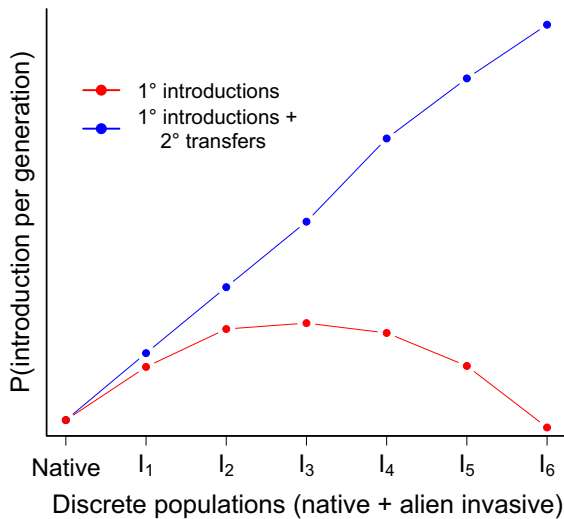 P(introduction per generation)
1° introductions
1° introductions +
2° transfers
Native I₁ I₂ I₃ I₄ I₅ I₆
Discrete populations (native + alien invasive)